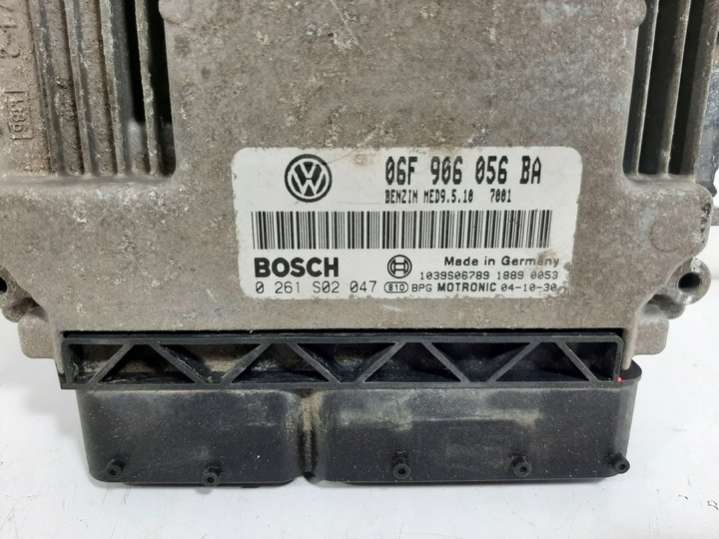 06F 906 056 BA
BENZIN MED9.5.10 7001
BOSCH Made in Germany
1039S06789 1889 0053
0 261 S02 047 BPG MOTRONIC 04-10-30